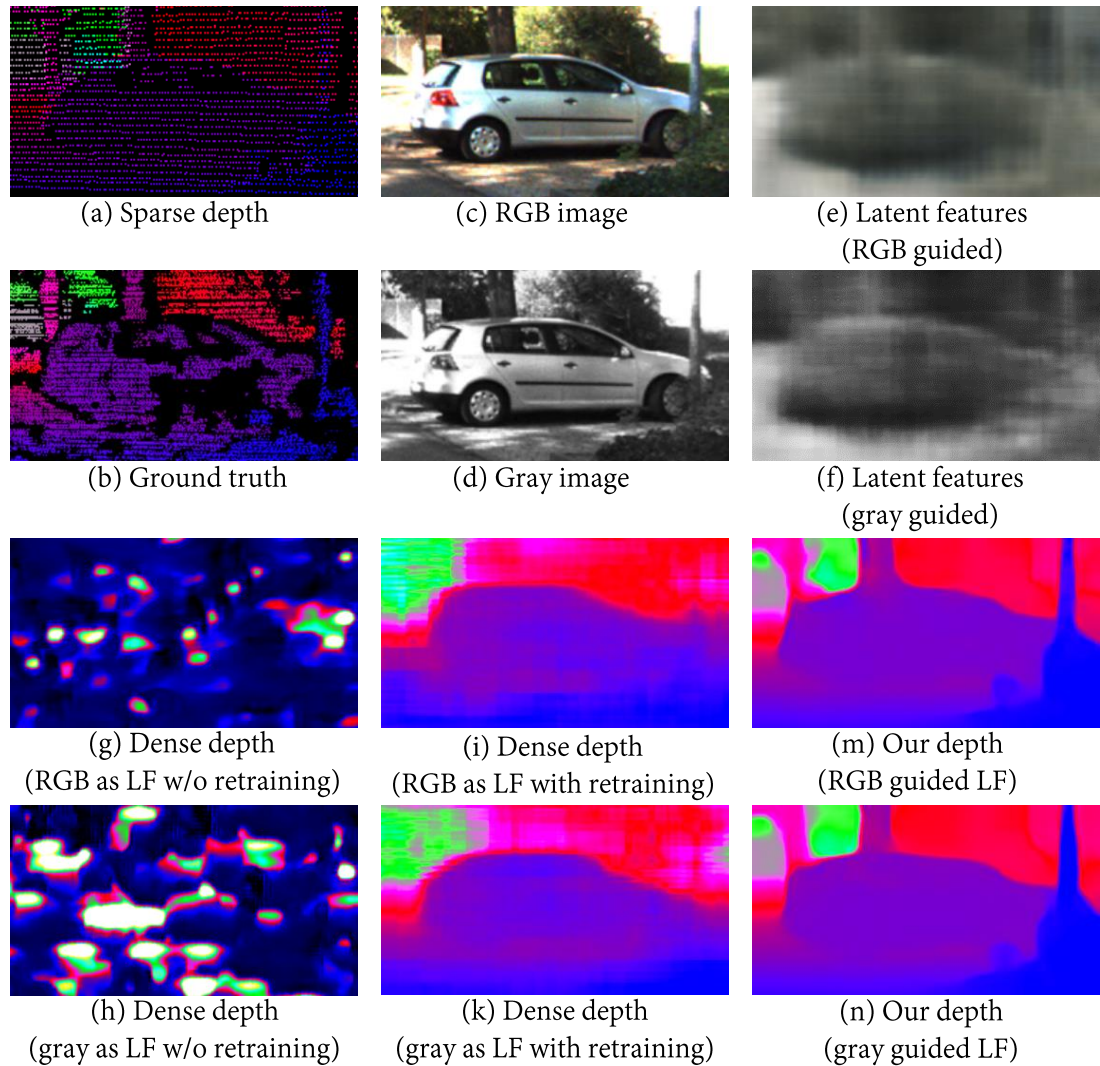 (a) Sparse depth
(c) RGB image
(e) Latent features
(RGB guided)
(b) Ground truth
(d) Gray image
(f) Latent features
(gray guided)
(g) Dense depth
(RGB as LF w/o retraining)
(i) Dense depth
(RGB as LF with retraining)
(m) Our depth
(RGB guided LF)
(h) Dense depth
(gray as LF w/o retraining)
(k) Dense depth
(gray as LF with retraining)
(n) Our depth
(gray guided LF)